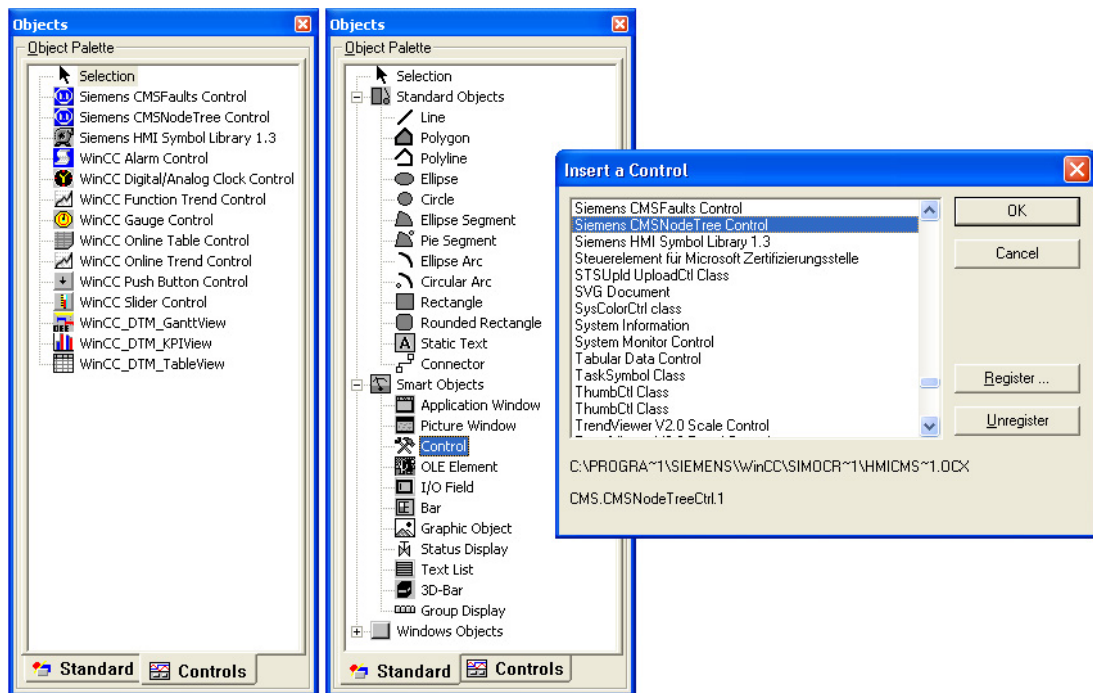 Objects
Object Palette
Selection
Siemens CMSFaults Control
Siemens CMSNodeTree Control
Siemens HMI Symbol Library 1.3
WinCC Alarm Control
WinCC Digital/Analog Clock Control
WinCC Function Trend Control
WinCC Gauge Control
WinCC Online Table Control
WinCC Online Trend Control
WinCC Push Button Control
WinCC Slider Control
WinCC_DTM_GanttView
WinCC_DTM_KPIView
WinCC_DTM_TableView
Standard
Controls
Objects
Object Palette
Selection
Standard Objects
Line
Polygon
Polyline
Ellipse
Circle
Ellipse Segment
Pie Segment
Ellipse Arc
Circular Arc
Rectangle
Rounded Rectangle
Static Text
Connector
Smart Objects
Application Window
Picture Window
Control
OLE Element
I/O Field
Bar
Graphic Object
Status Display
Text List
3D-Bar
Group Display
Windows Objects
Standard
Controls
Insert a Control
Siemens CMSFaults Control
Siemens CMSNodeTree Control
Siemens HMI Symbol Library 1.3
Steuerelement für Microsoft Zertifizierungsstelle
STSUpld UploadCtl Class
SVG Document
SysColorCtrl class
System Information
System Monitor Control
Tabular Data Control
TaskSymbol Class
ThumbCtl Class
ThumbCtl Class
TrendViewer V2.0 Scale Control
OK
Cancel
Register ...
Unregister
C:\PROGRA~1\SIEMENS\WinCC\SIMOCR~1\HMICMS~1.OCX
CMS.CMSNodeTreeCtrl.1